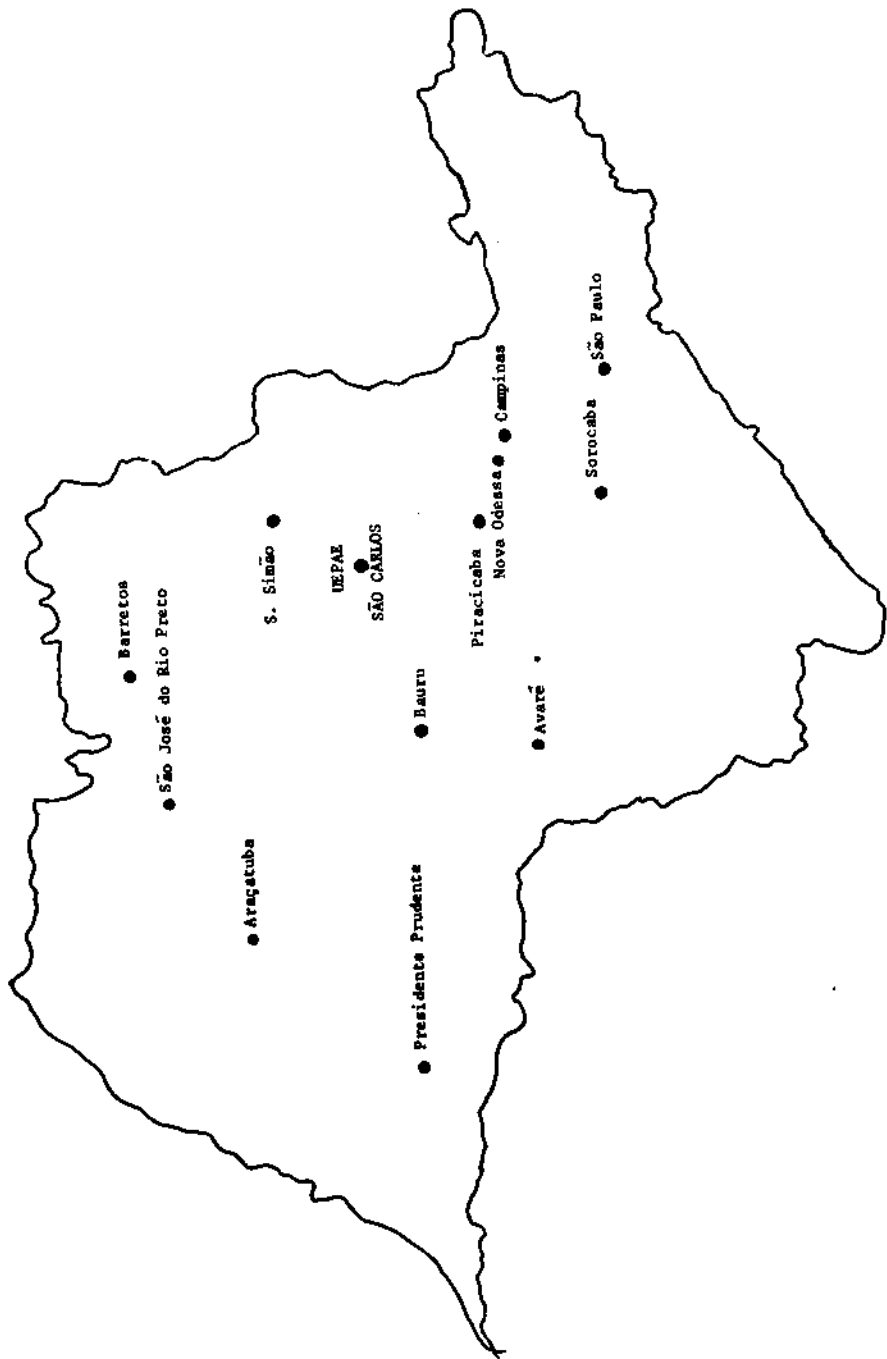 Barretos
São José do Rio Preto
Araçatuba
S. Simão
UEPAE
SÃO CARLOS
Presidente Prudente
Bauru
Piracicaba
Nova Odessa
Campinas
Avaré
Sorocaba
São Paulo